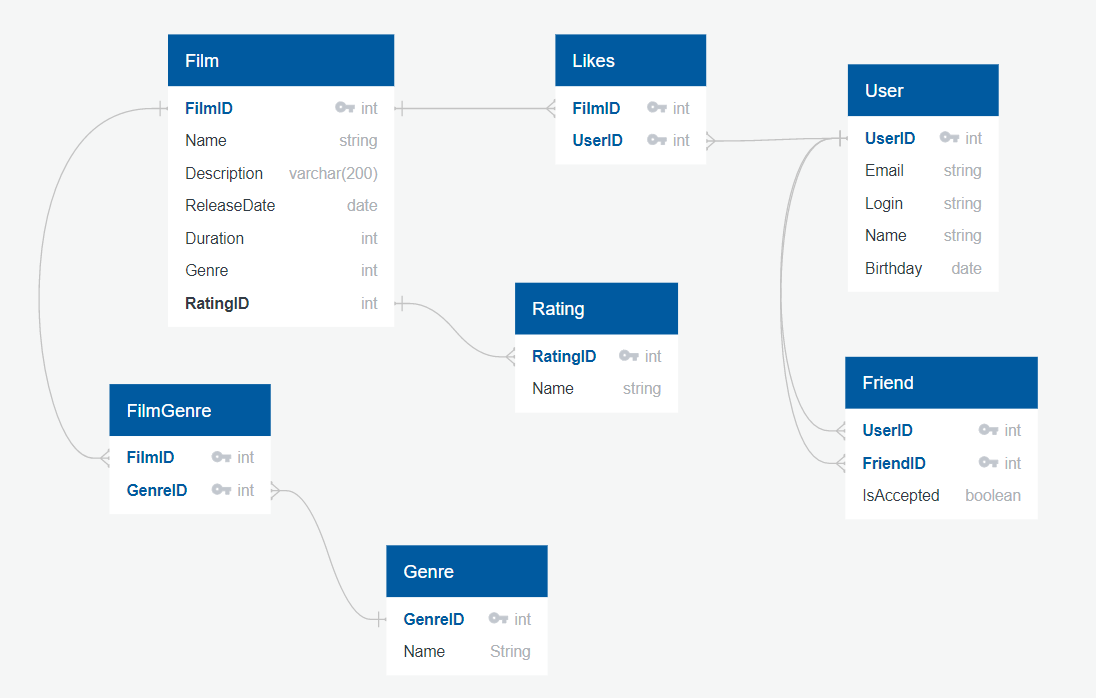 Film
FilmID int
Name string
Description varchar(200)
ReleaseDate date
Duration int
Genre int
RatingID int
Likes
FilmID int
UserID int
User
UserID int
Email string
Login string
Name string
Birthday date
Rating
RatingID int
Name string
Friend
UserID int
FriendID int
IsAccepted boolean
FilmGenre
FilmID int
GenreID int
Genre
GenreID int
Name String